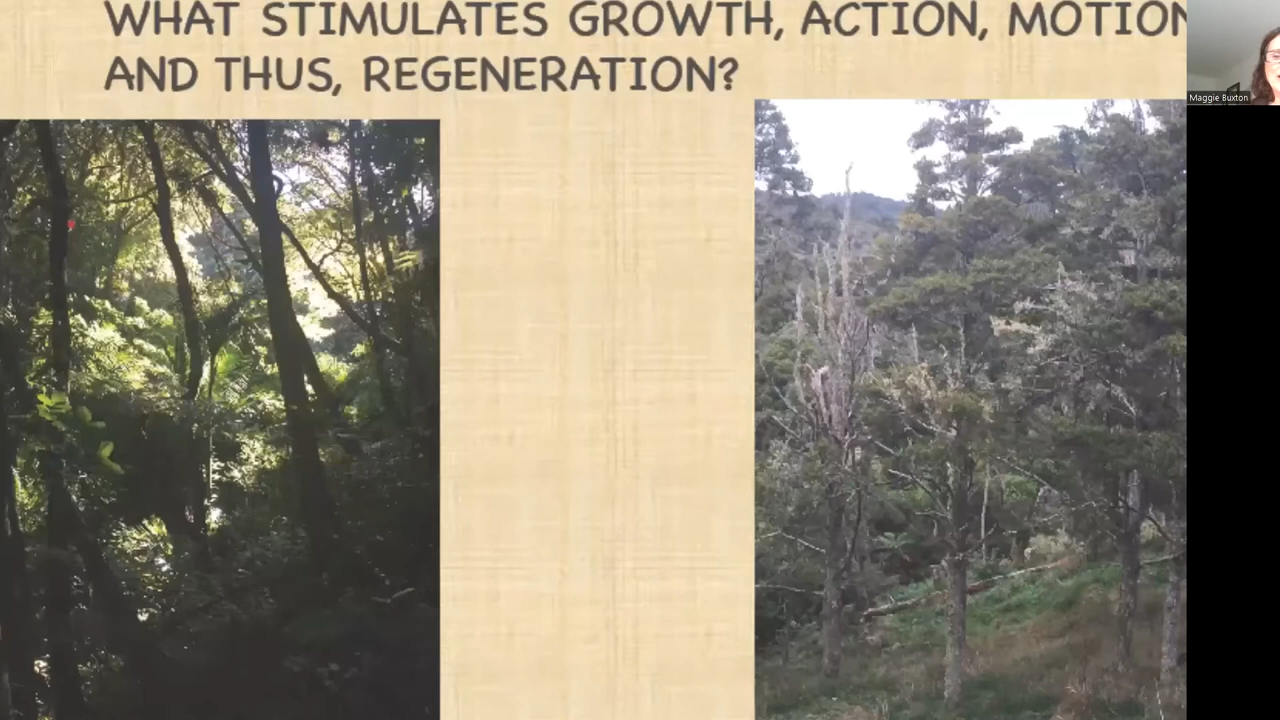 WHAT STIMULATES GROWTH, ACTION, MOTION
AND THUS, REGENERATION?
Maggie Buxton